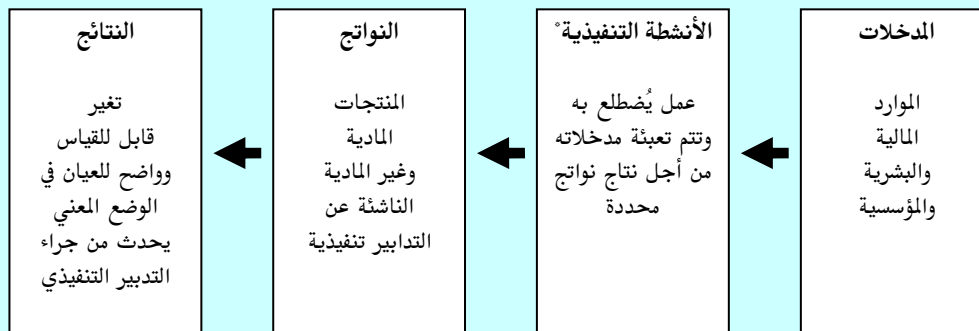 المدخلات
الموارد
المالية
والبشرية
والمؤسسية
الأنشطة التنفيذية°
عمل يُضطلع به
وتتم تعبئة مدخلاته
من أجل نتاج نواتج
محددة
النواتج
المنتجات
المادية
وغير المادية
الناشئة عن
التدابير تنفيذية
النتائج
تغير
قابل للقياس
وواضح للعيان في
الوضع المعني
يحدث من جراء
التدبير التنفيذي